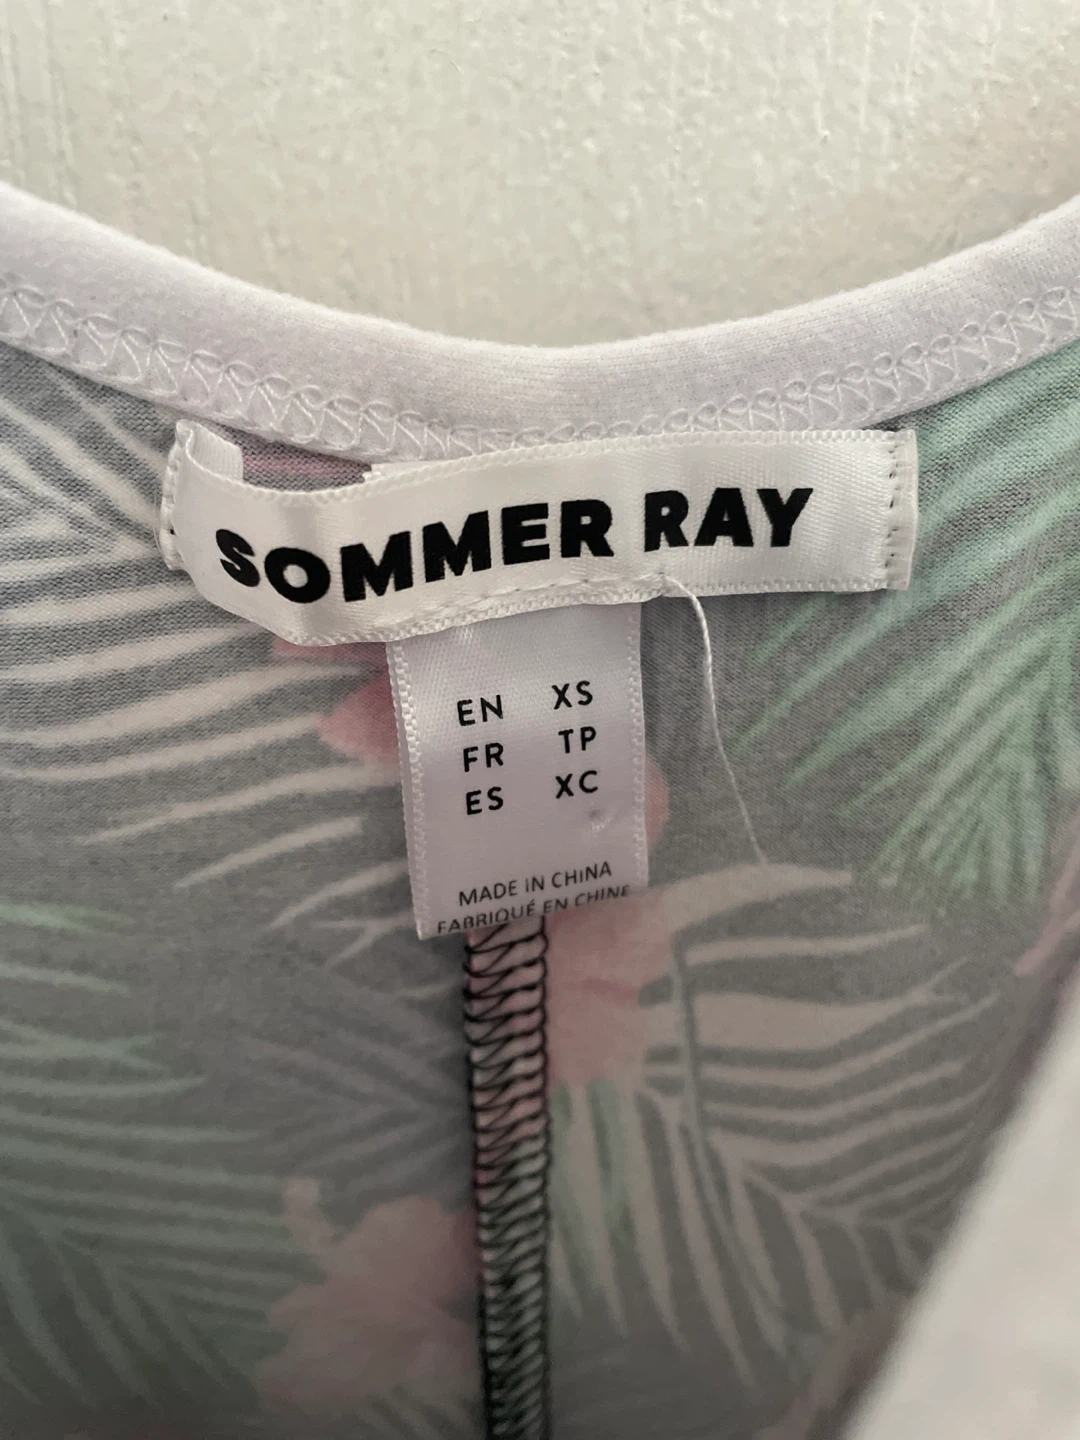 SOMMER RAY
EN XS
FR TP
ES XC
MADE IN CHINA
FABRIQUÉ EN CHINE